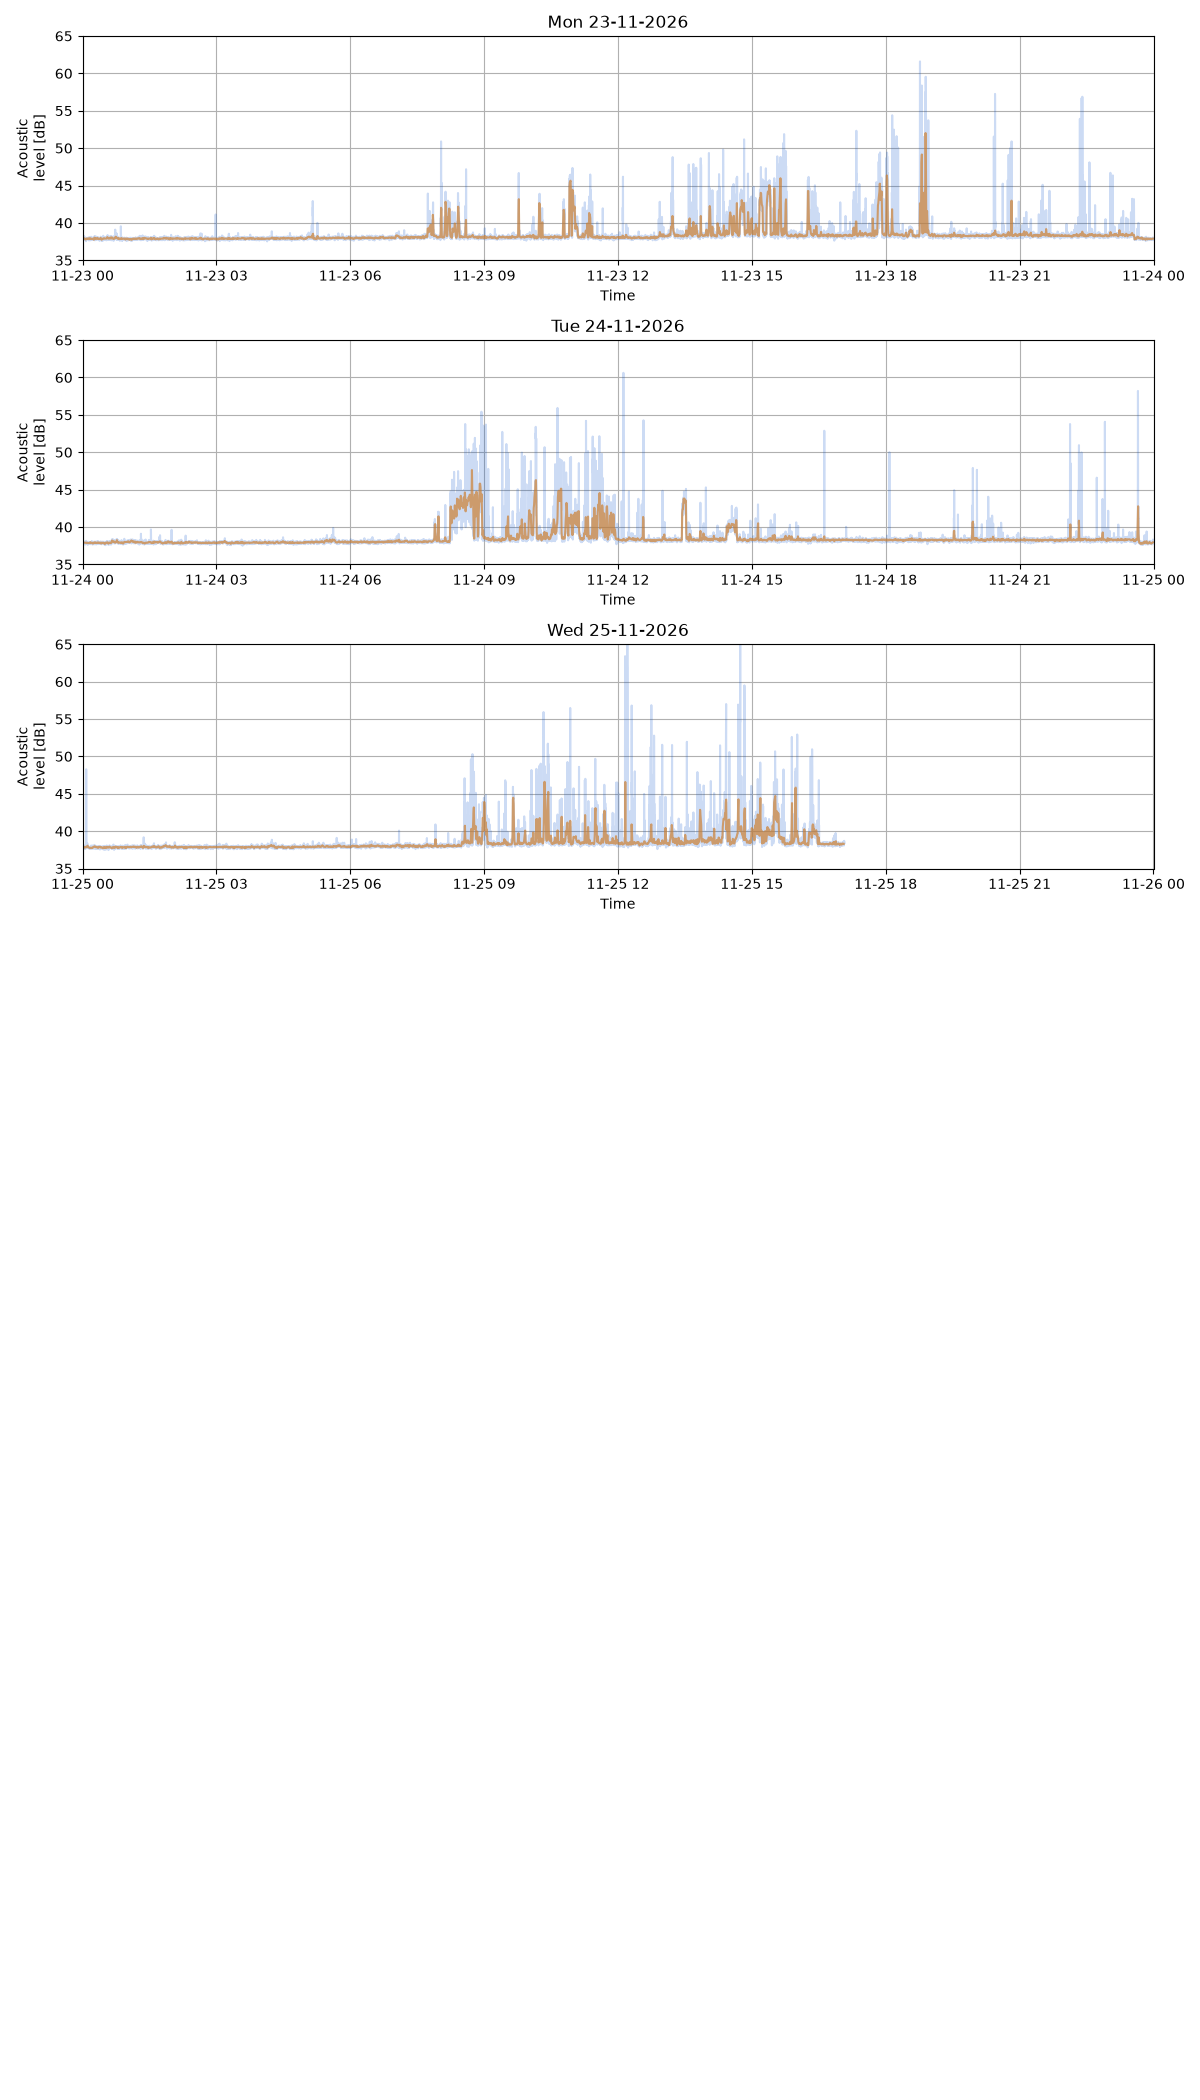 Mon 23-11-2026
65
60
55
50
45
40
35
Acoustic
level [dB]
11-23 00 11-23 03 11-23 06 11-23 09 11-23 12 11-23 15 11-23 18 11-23 21 11-24 00
Time
Tue 24-11-2026
65
60
55
50
45
40
35
Acoustic
level [dB]
11-24 00 11-24 03 11-24 06 11-24 09 11-24 12 11-24 15 11-24 18 11-24 21 11-25 00
Time
Wed 25-11-2026
65
60
55
50
45
40
35
Acoustic
level [dB]
11-25 00 11-25 03 11-25 06 11-25 09 11-25 12 11-25 15 11-25 18 11-25 21 11-26 00
Time